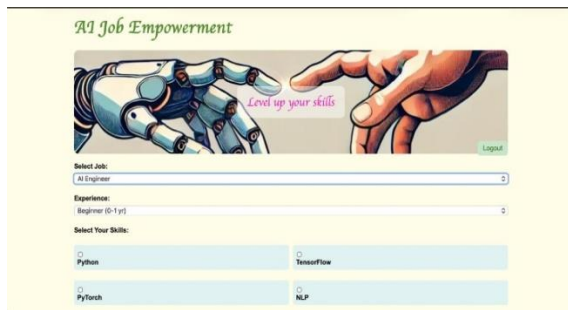 AI Job Empowerment
Level up your skills
Logout
Select Job:
AI Engineer
Experience:
Beginner (0-1 yr)
Select Your Skills:
Python
TensorFlow
PyTorch
NLP